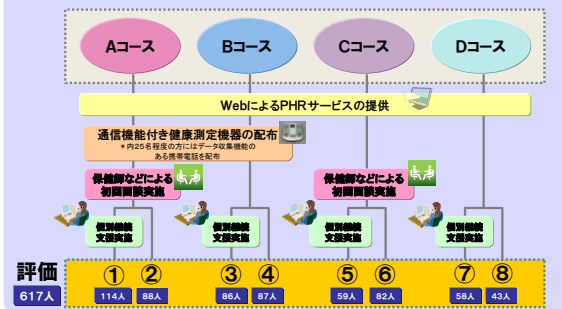 Aコース
Bコース
Cコース
Dコース
WebによるPHRサービスの提供
通信機能付き健康測定機器の配布
*内25名程度の方にはデータ収集機能の
ある携帯電話を配布
保健師などによる
初回面談実施
保健師などによる
初回面談実施
個別継続
支援実施
個別継続
支援実施
個別継続
支援実施
個別継続
支援実施
評価
617人
① ② ③ ④ ⑤ ⑥ ⑦ ⑧
114人 88人 86人 87人 59人 82人 58人 43人